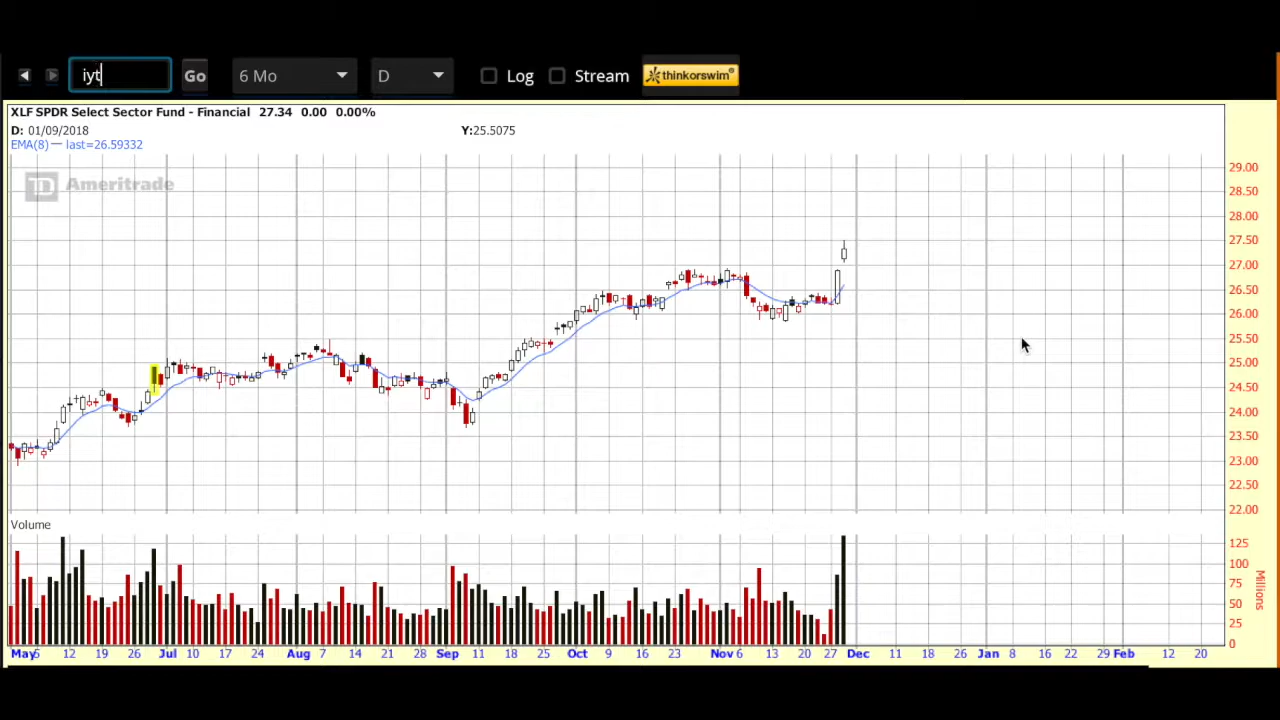 iyt Go 6 Mo D Log Stream thinkorswim
XLF SPDR Select Sector Fund - Financial 27.34 0.00 0.00%
D: 01/09/2018 Y:25.5075
EMA(8) — last=26.59332
TD Ameritrade
29.00
28.50
28.00
27.50
27.00
26.50
26.00
25.50
25.00
24.50
24.00
23.50
23.00
22.50
22.00
Volume
125
100
75
50
25
0
Millions
May 5 12 19 26 Jul 10 17 24 Aug 7 14 21 28 Sep 11 18 25 Oct 9 16 23 Nov 6 13 20 27 Dec 11 18 26 Jan 8 16 22 29 Feb 12 20